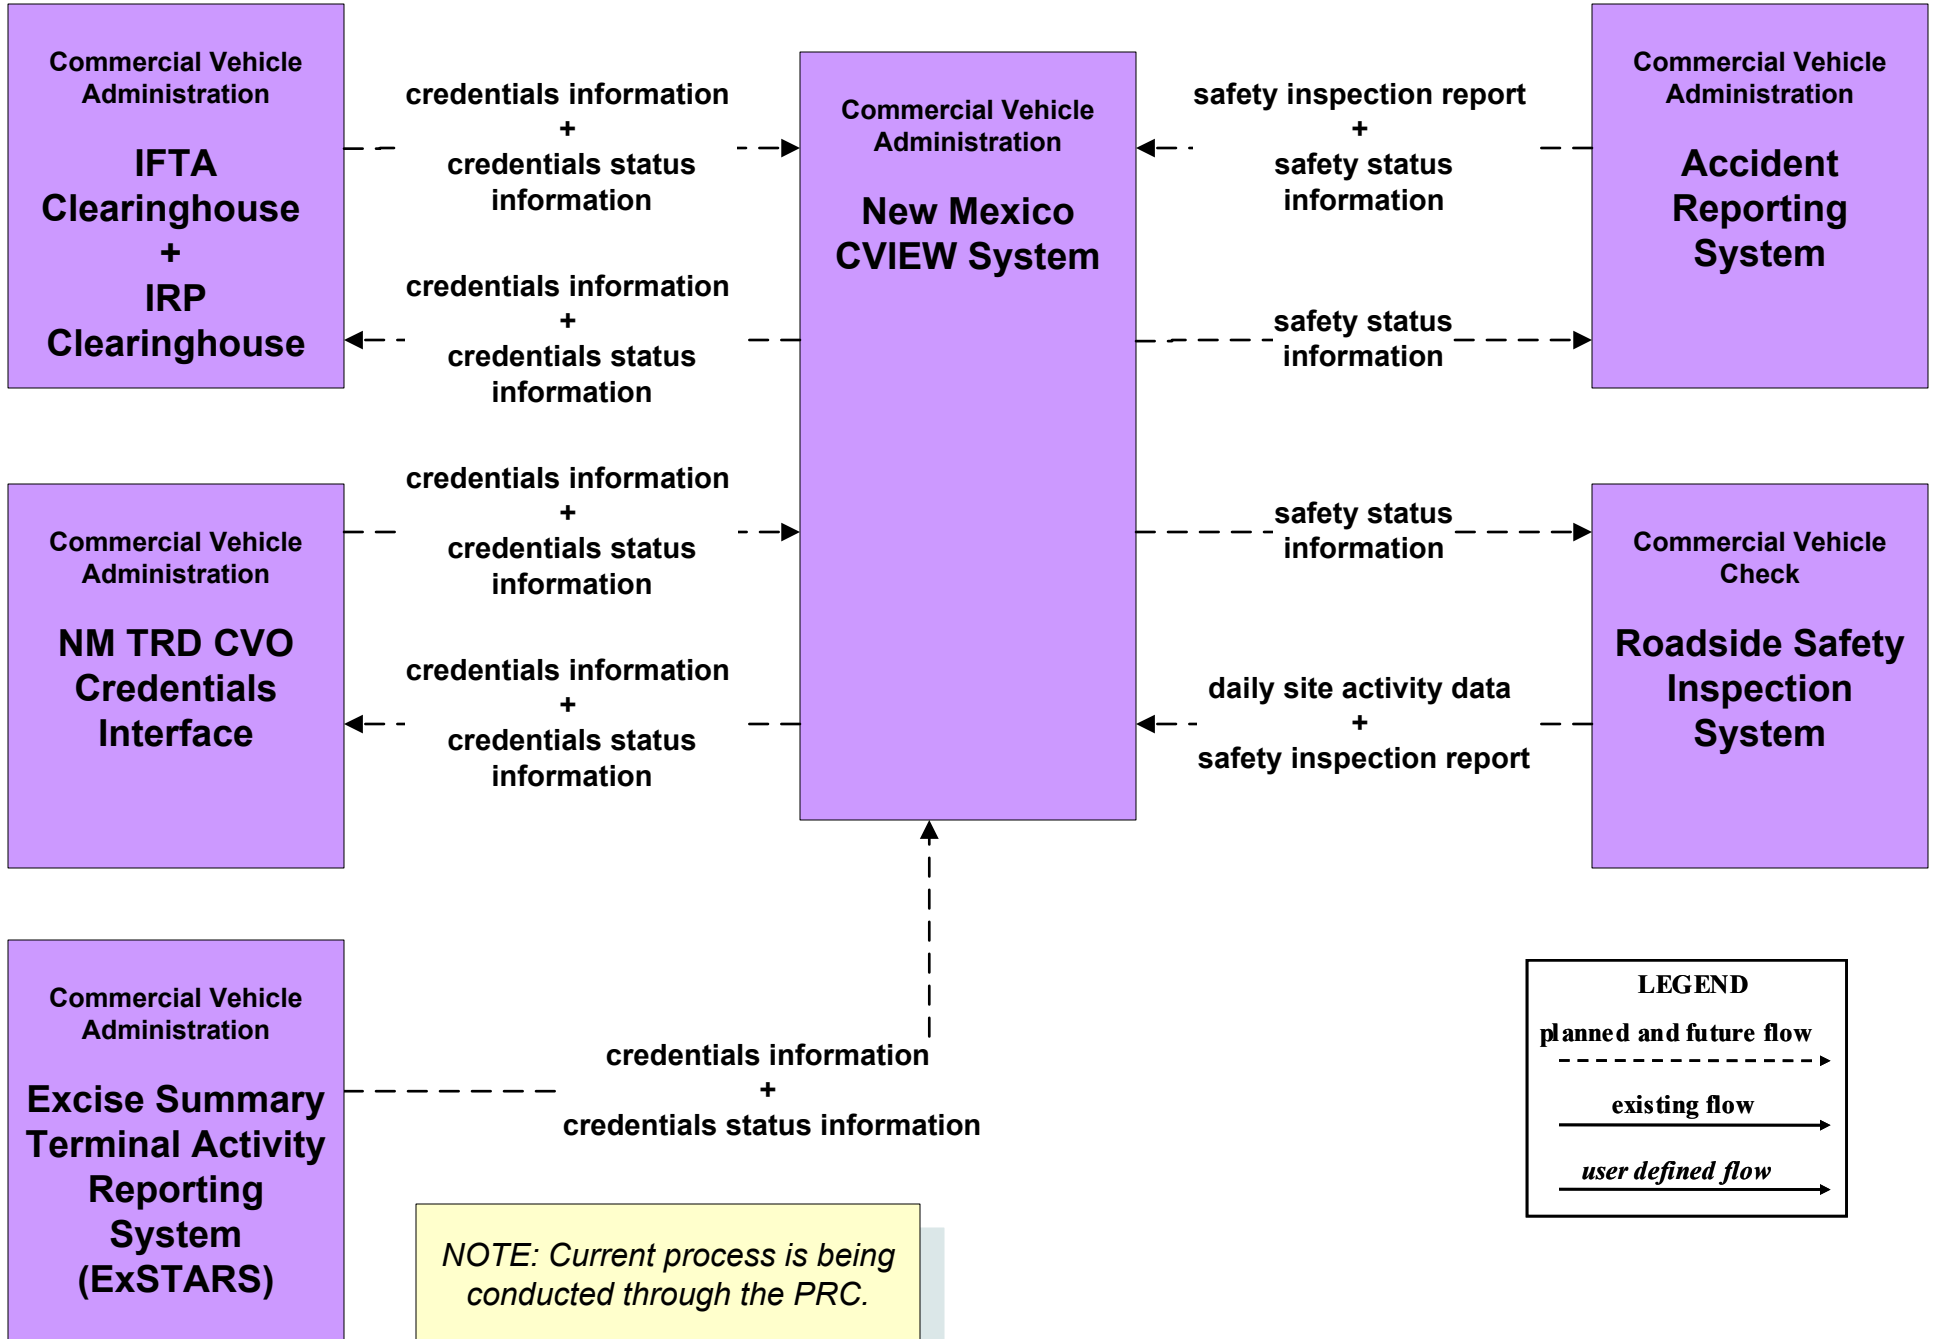 Commercial Vehicle
Administration
IFTA
Clearinghouse
+
IRP
Clearinghouse
credentials information
+
credentials status
information
credentials information
+
credentials status
information
Commercial Vehicle
Administration
New Mexico
CVIEW System
safety inspection report
+
safety status
information
safety status
information
Commercial Vehicle
Administration
Accident
Reporting
System
Commercial Vehicle
Administration
NM TRD CVO
Credentials
Interface
credentials information
+
credentials status
information
credentials information
+
credentials status
information
safety status
information
daily site activity data
+
safety inspection report
Commercial Vehicle
Check
Roadside Safety
Inspection
System
Commercial Vehicle
Administration
Excise Summary
Terminal Activity
Reporting
System
(ExSTARS)
credentials information
+
credentials status information
NOTE: Current process is being
conducted through the PRC.
LEGEND
planned and future flow
existing flow
user defined flow